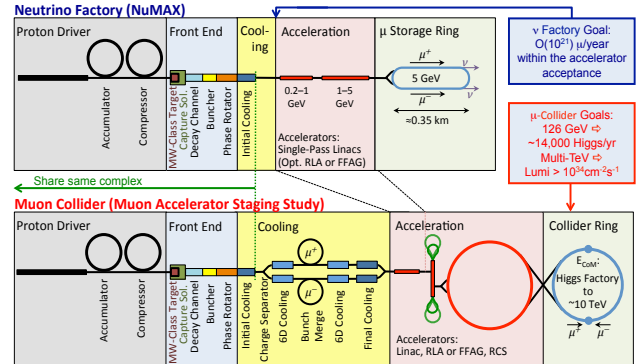 Neutrino Factory (NuMAX)
Proton Driver
Front End
Cool-
ing
Acceleration
μ Storage Ring
ν Factory Goal:
O(10²¹) μ/year
within the accelerator
acceptance
Accumulator
Compressor
MW-Class Target
Capture Sol.
Decay Channel
Buncher
Phase Rotator
Initial Cooling
0.2–1
GeV
1–5
GeV
Accelerators:
Single-Pass Linacs
(Opt. RLA or FFAG)
μ⁺
ν
5 GeV
μ⁻
ν
≈0.35 km
μ-Collider Goals:
126 GeV ⇨
~14,000 Higgs/yr
Multi-TeV ⇨
Lumi > 10³⁴cm⁻²s⁻¹
Share same complex
Muon Collider (Muon Accelerator Staging Study)
Proton Driver
Front End
Cooling
Acceleration
Collider Ring
Accumulator
Compressor
MW-Class Target
Capture Sol.
Decay Channel
Buncher
Phase Rotator
Initial Cooling
Charge Separator
6D Cooling
μ⁺
μ⁻
Bunch
Merge
6D Cooling
Final Cooling
Accelerators:
Linac, RLA or FFAG, RCS
E_CoM:
Higgs Factory
to
~10 TeV
μ⁺
μ⁻